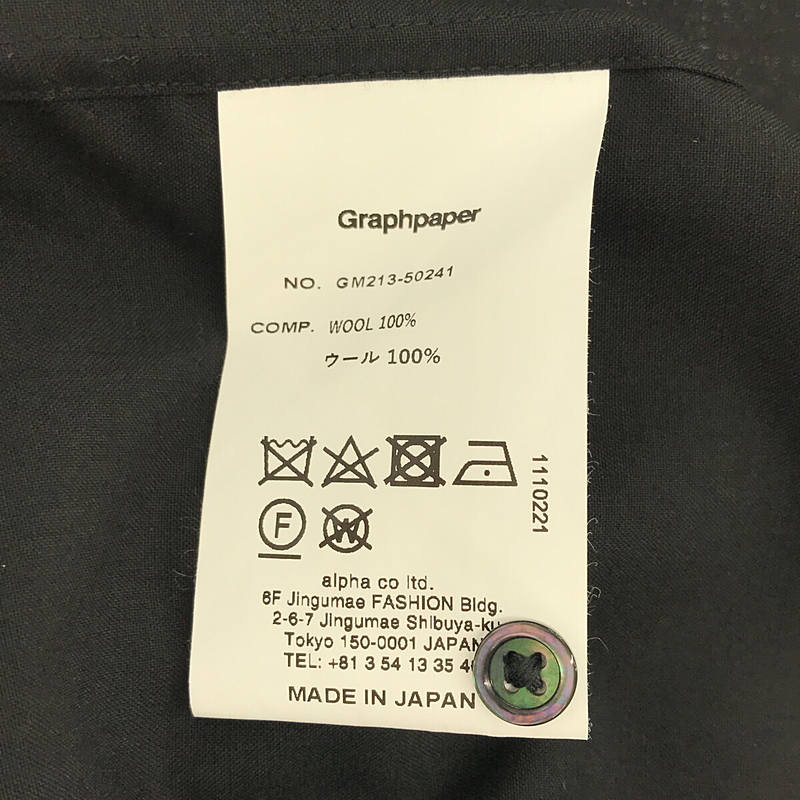 Graphpaper
NO. GM213-50241
COMP. WOOL 100%
ウール 100%
1110221
F
W
alpha co ltd.
6F Jingumae FASHION Bldg.
2-6-7 Jingumae Shibuya-ku
Tokyo 150-0001 JAPAN
TEL: +81 3 54 13 35
MADE IN JAPAN